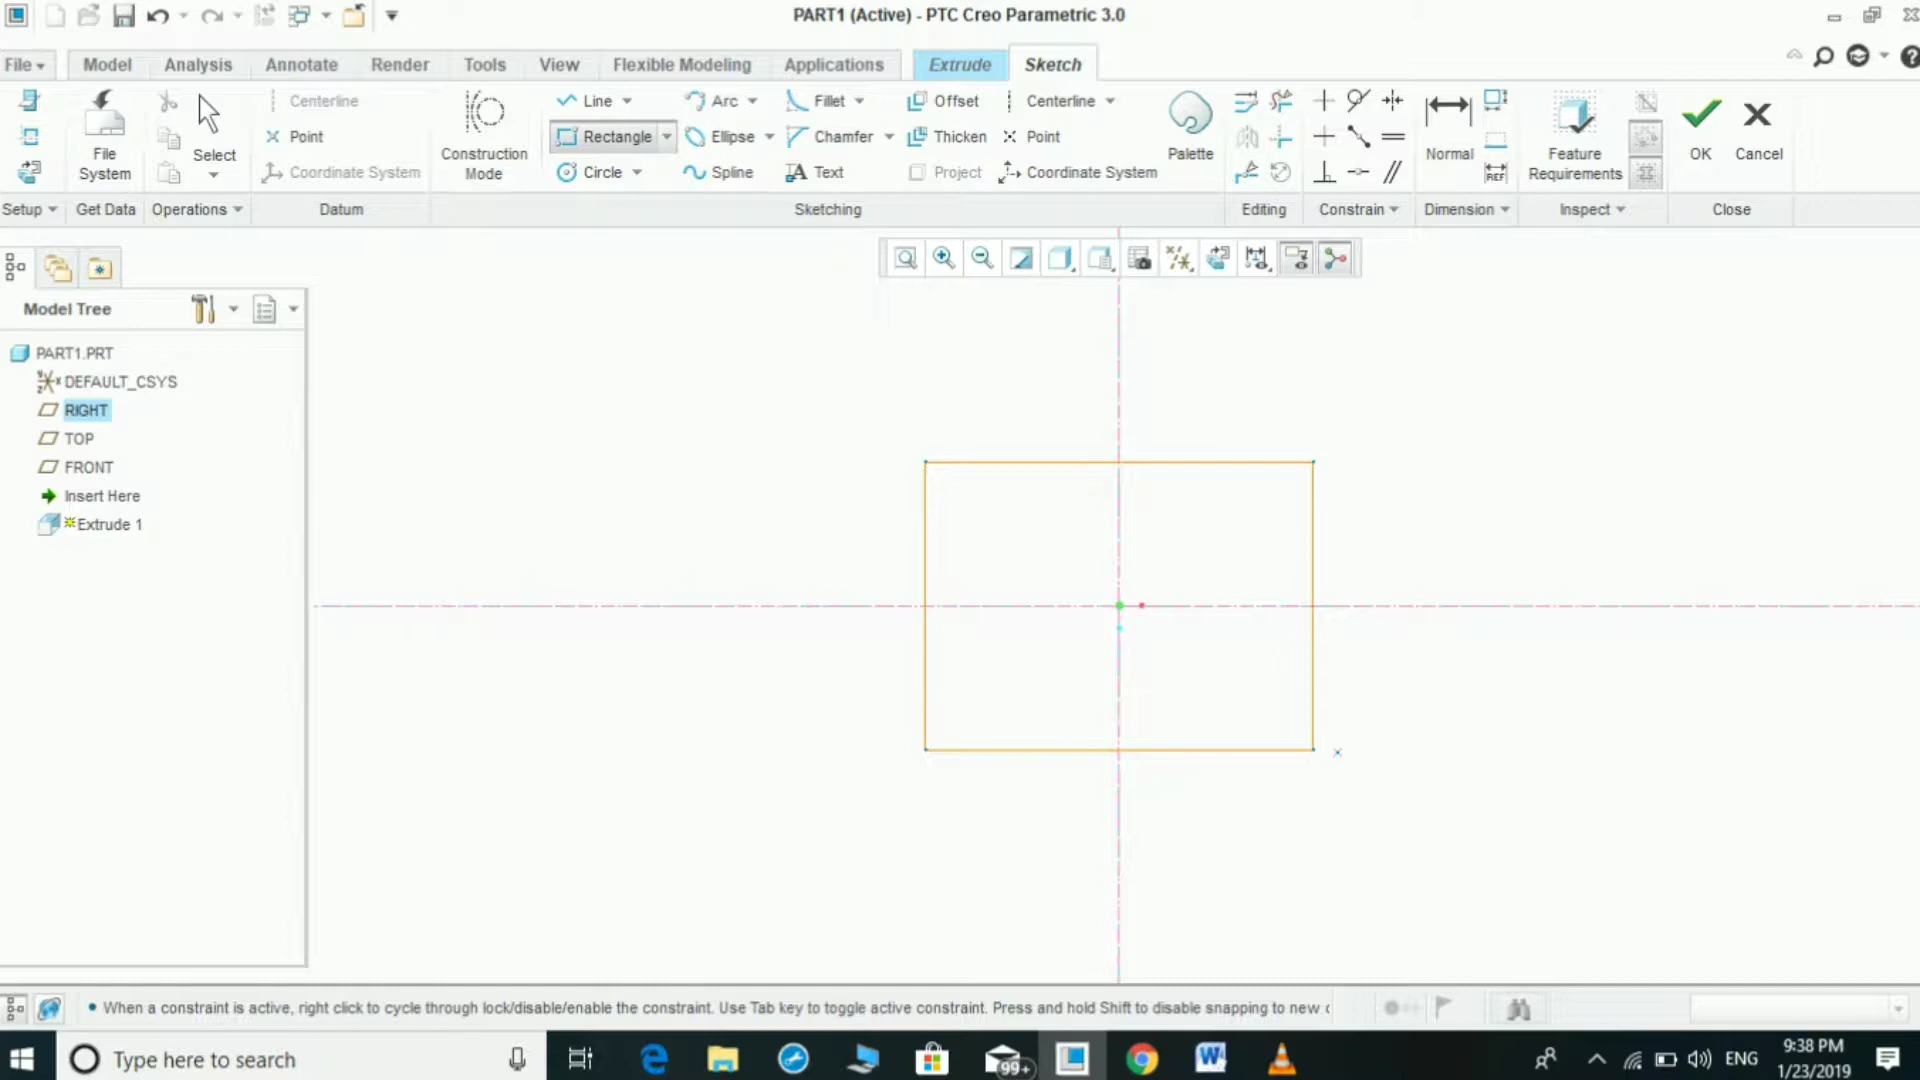 PART1 (Active) - PTC Creo Parametric 3.0
File Model Analysis Annotate Render Tools View Flexible Modeling Applications Extrude Sketch
File System
Select
Centerline
Point
Coordinate System
Construction Mode
Line
Rectangle
Circle
Arc
Ellipse
Spline
Fillet
Chamfer
Text
Offset
Thicken
Project
Centerline
Point
Coordinate System
Palette
Normal
REF
Feature Requirements
OK
Cancel
Setup Get Data Operations Datum Sketching Editing Constrain Dimension Inspect Close
Model Tree
PART1.PRT
DEFAULT_CSYS
RIGHT
TOP
FRONT
Insert Here
Extrude 1
When a constraint is active, right click to cycle through lock/disable/enable the constraint. Use Tab key to toggle active constraint. Press and hold Shift to disable snapping to new
Type here to search
99+
ENG
9:38 PM
1/23/2019